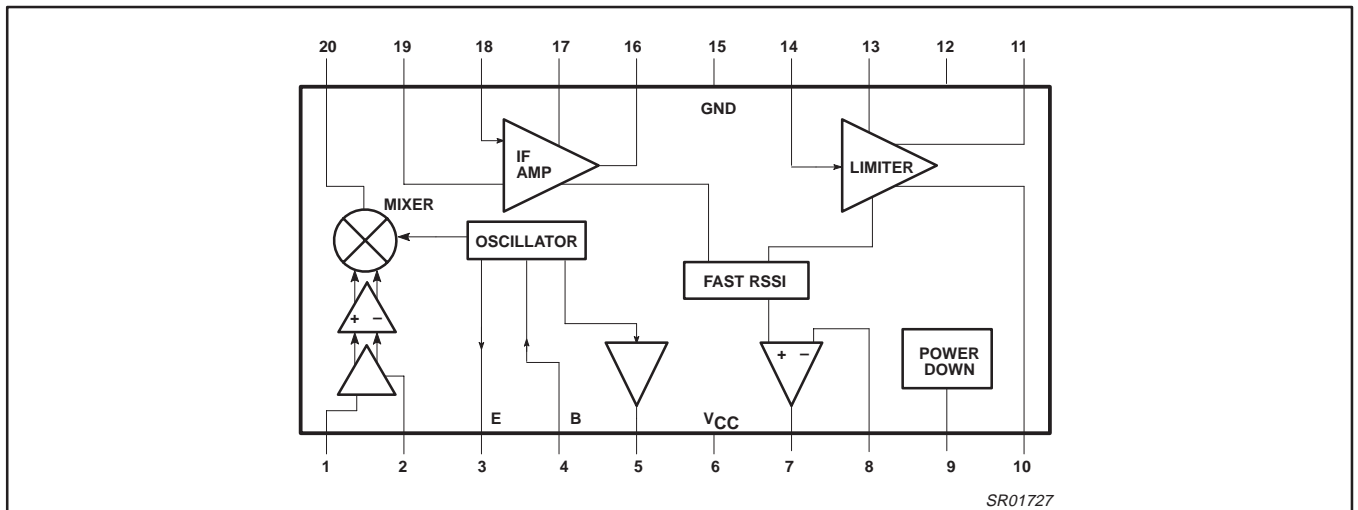 20 19 18 17 16 15 14 13 12 11
GND
IF
AMP
LIMITER
MIXER
OSCILLATOR
FAST RSSI
+ −
+ −
POWER
DOWN
E B VCC
1 2 3 4 5 6 7 8 9 10
SR01727